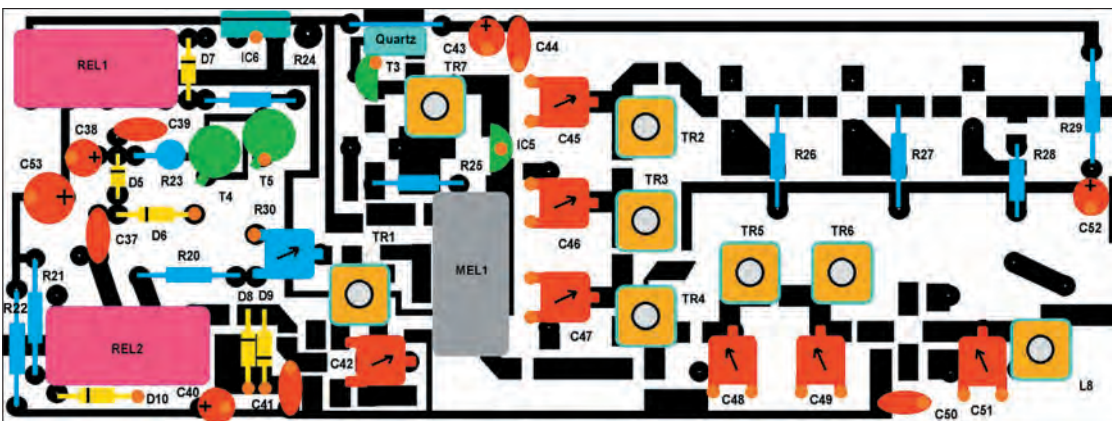 REL1
D7
IC6
R24
Quartz
T3
TR7
C43
C44
C38
C39
C45
TR2
R29
C53
D5
R23
T4
T5
R25
IC5
R26
R27
R28
C37
D6
R30
TR1
TR3
C46
C52
R20
MEL1
TR5
TR6
R21
R22
D8
D9
TR4
C47
REL2
C42
D10
C40
C41
C48
C49
C50
C51
L8